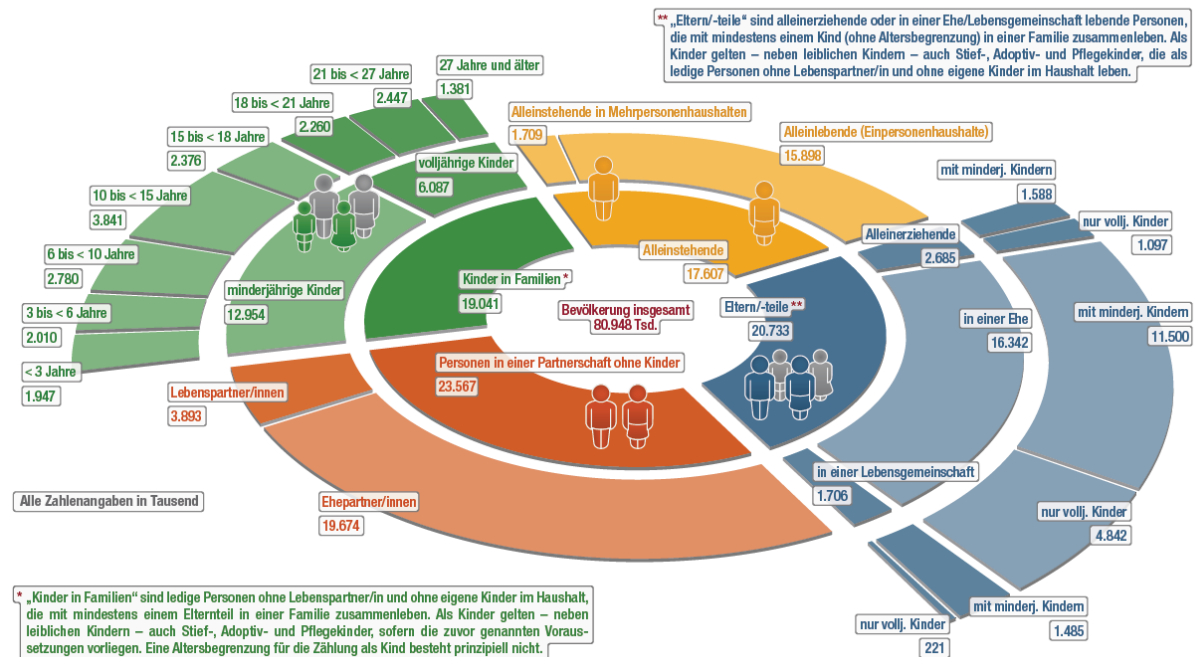 ** „Eltern/-teile“ sind alleinerziehende oder in einer Ehe/Lebensgemeinschaft lebende Personen,
die mit mindestens einem Kind (ohne Altersbegrenzung) in einer Familie zusammenleben. Als
Kinder gelten – neben leiblichen Kindern – auch Stief-, Adoptiv- und Pflegekinder, die als
ledige Personen ohne Lebenspartner/in und ohne eigene Kinder im Haushalt leben.
27 Jahre und älter
1.381
21 bis < 27 Jahre
2.447
18 bis < 21 Jahre
2.260
15 bis < 18 Jahre
2.376
10 bis < 15 Jahre
3.841
6 bis < 10 Jahre
2.780
3 bis < 6 Jahre
2.010
< 3 Jahre
1.947
volljährige Kinder
6.087
minderjährige Kinder
12.954
Kinder in Familien *
19.041
Alleinstehende in Mehrpersonenhaushalten
1.709
Alleinlebende (Einpersonenhaushalte)
15.898
Alleinstehende
17.607
Bevölkerung insgesamt
80.948 Tsd.
Eltern/-teile **
20.733
Alleinerziehende
2.685
mit minderj. Kindern
1.588
nur vollj. Kinder
1.097
in einer Ehe
16.342
mit minderj. Kindern
11.500
nur vollj. Kinder
4.842
in einer Lebensgemeinschaft
1.706
mit minderj. Kindern
1.485
nur vollj. Kinder
221
Personen in einer Partnerschaft ohne Kinder
23.567
Lebenspartner/innen
3.893
Ehepartner/innen
19.674
Alle Zahlenangaben in Tausend
* „Kinder in Familien“ sind ledige Personen ohne Lebenspartner/in und ohne eigene Kinder im Haushalt,
die mit mindestens einem Elternteil in einer Familie zusammenleben. Als Kinder gelten – neben
leiblichen Kindern – auch Stief-, Adoptiv- und Pflegekinder, sofern die zuvor genannten Voraus-
setzungen vorliegen. Eine Altersbegrenzung für die Zählung als Kind besteht prinzipiell nicht.